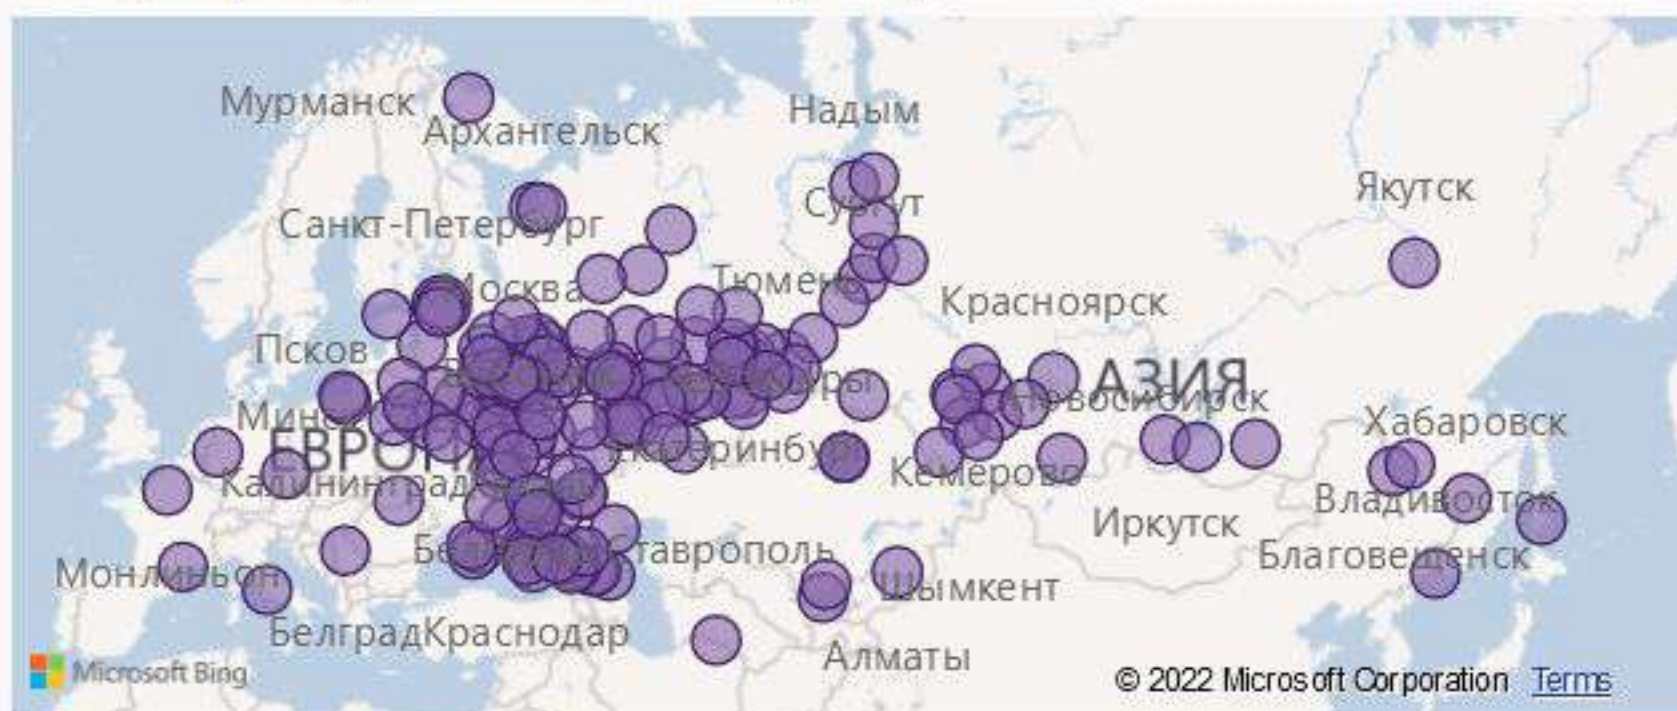 Мурманск
Архангельск
Надым
Якутск
Сургут
Санкт-Петербург
Москва
Тюмень
Красноярск
Псков
АЗИЯ
Новосибирск
Минск
Хабаровск
ЕВРОПА
Екатеринбург
Кемерово
Калининград
Владивосток
Иркутск
Ставрополь
Благовещенск
Монлиньон
Шымкент
Белград
Краснодар
Алматы
Microsoft Bing
© 2022 Microsoft Corporation Terms